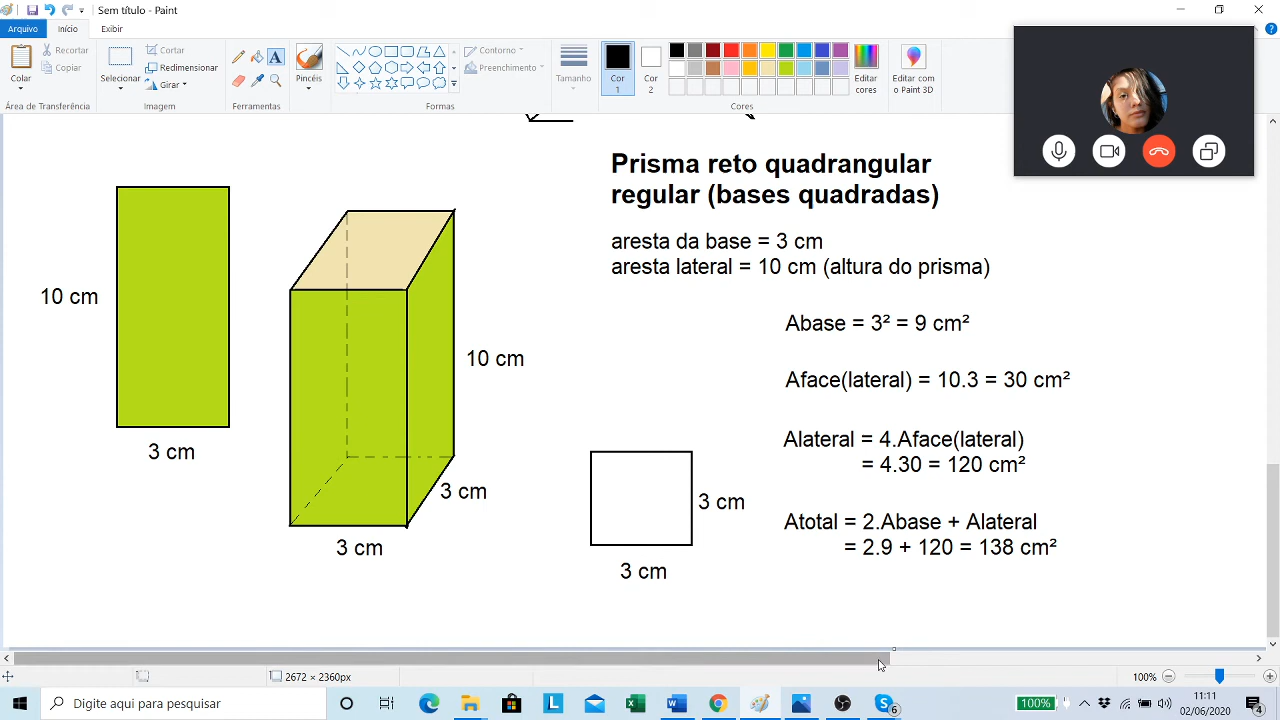 Sem título - Paint
Arquivo
Início
Exibir
Colar
Recortar
Copiar
Área de Transferência
Selecionar
Cortar
Redimensionar
Girar
Imagem
Ferramentas
Pincéis
Contorno
Preenchimento
Formas
Tamanho
Cor
1
Cor
2
Cores
Editar
cores
Editar com
o Paint 3D
Prisma reto quadrangular
regular (bases quadradas)
aresta da base = 3 cm
aresta lateral = 10 cm (altura do prisma)
10 cm
3 cm
10 cm
3 cm
3 cm
3 cm
3 cm
Abase = 3² = 9 cm²
Aface(lateral) = 10.3 = 30 cm²
Alateral = 4.Aface(lateral)
= 4.30 = 120 cm²
Atotal = 2.Abase + Alateral
= 2.9 + 120 = 138 cm²
2672 × 2360px
100%
Digite aqui para pesquisar
100%
11:11
02/06/2020
6
4